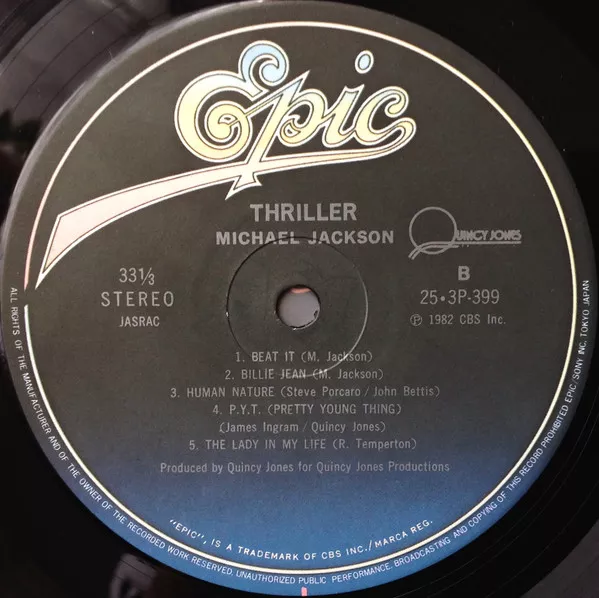 Epic
THRILLER
MICHAEL JACKSON
QUINCY JONES
33 1/3
STEREO
JASRAC
B
25・3P-399
Ⓟ 1982 CBS Inc.
1. BEAT IT (M. Jackson)
2. BILLIE JEAN (M. Jackson)
3. HUMAN NATURE (Steve Porcaro / John Bettis)
4. P.Y.T. (PRETTY YOUNG THING)
(James Ingram / Quincy Jones)
5. THE LADY IN MY LIFE (R. Temperton)
Produced by Quincy Jones for Quincy Jones Productions
"EPIC", IS A TRADEMARK OF CBS INC./MARCA REG.
ALL RIGHTS OF THE MANUFACTURER AND OF THE OWNER OF THE RECORDED WORK RESERVED. UNAUTHORIZED PUBLIC PERFORMANCE, BROADCASTING AND COPYING OF THIS RECORD PROHIBITED EPIC/SONY INC. TOKYO JAPAN